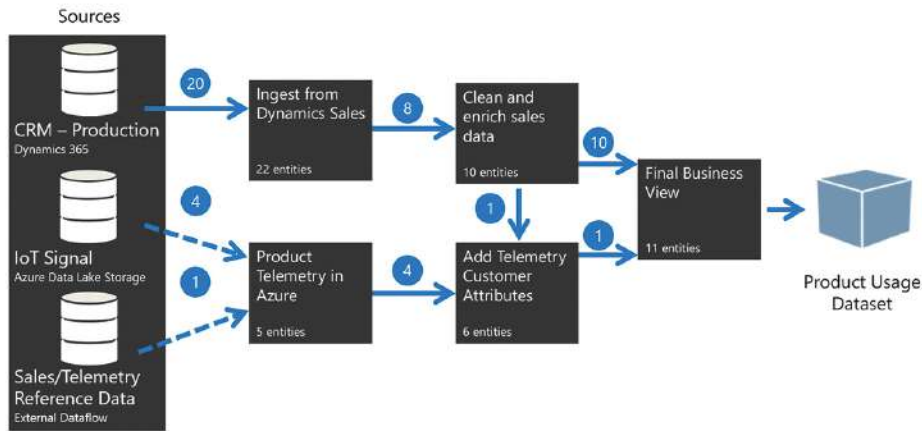 Sources
CRM – Production
Dynamics 365
IoT Signal
Azure Data Lake Storage
Sales/Telemetry
Reference Data
External Dataflow
20
4
1
Ingest from
Dynamics Sales
22 entities
Product
Telemetry in
Azure
5 entities
8
4
Clean and
enrich sales
data
10 entities
1
Add Telemetry
Customer
Attributes
6 entities
10
1
Final Business
View
11 entities
Product Usage
Dataset